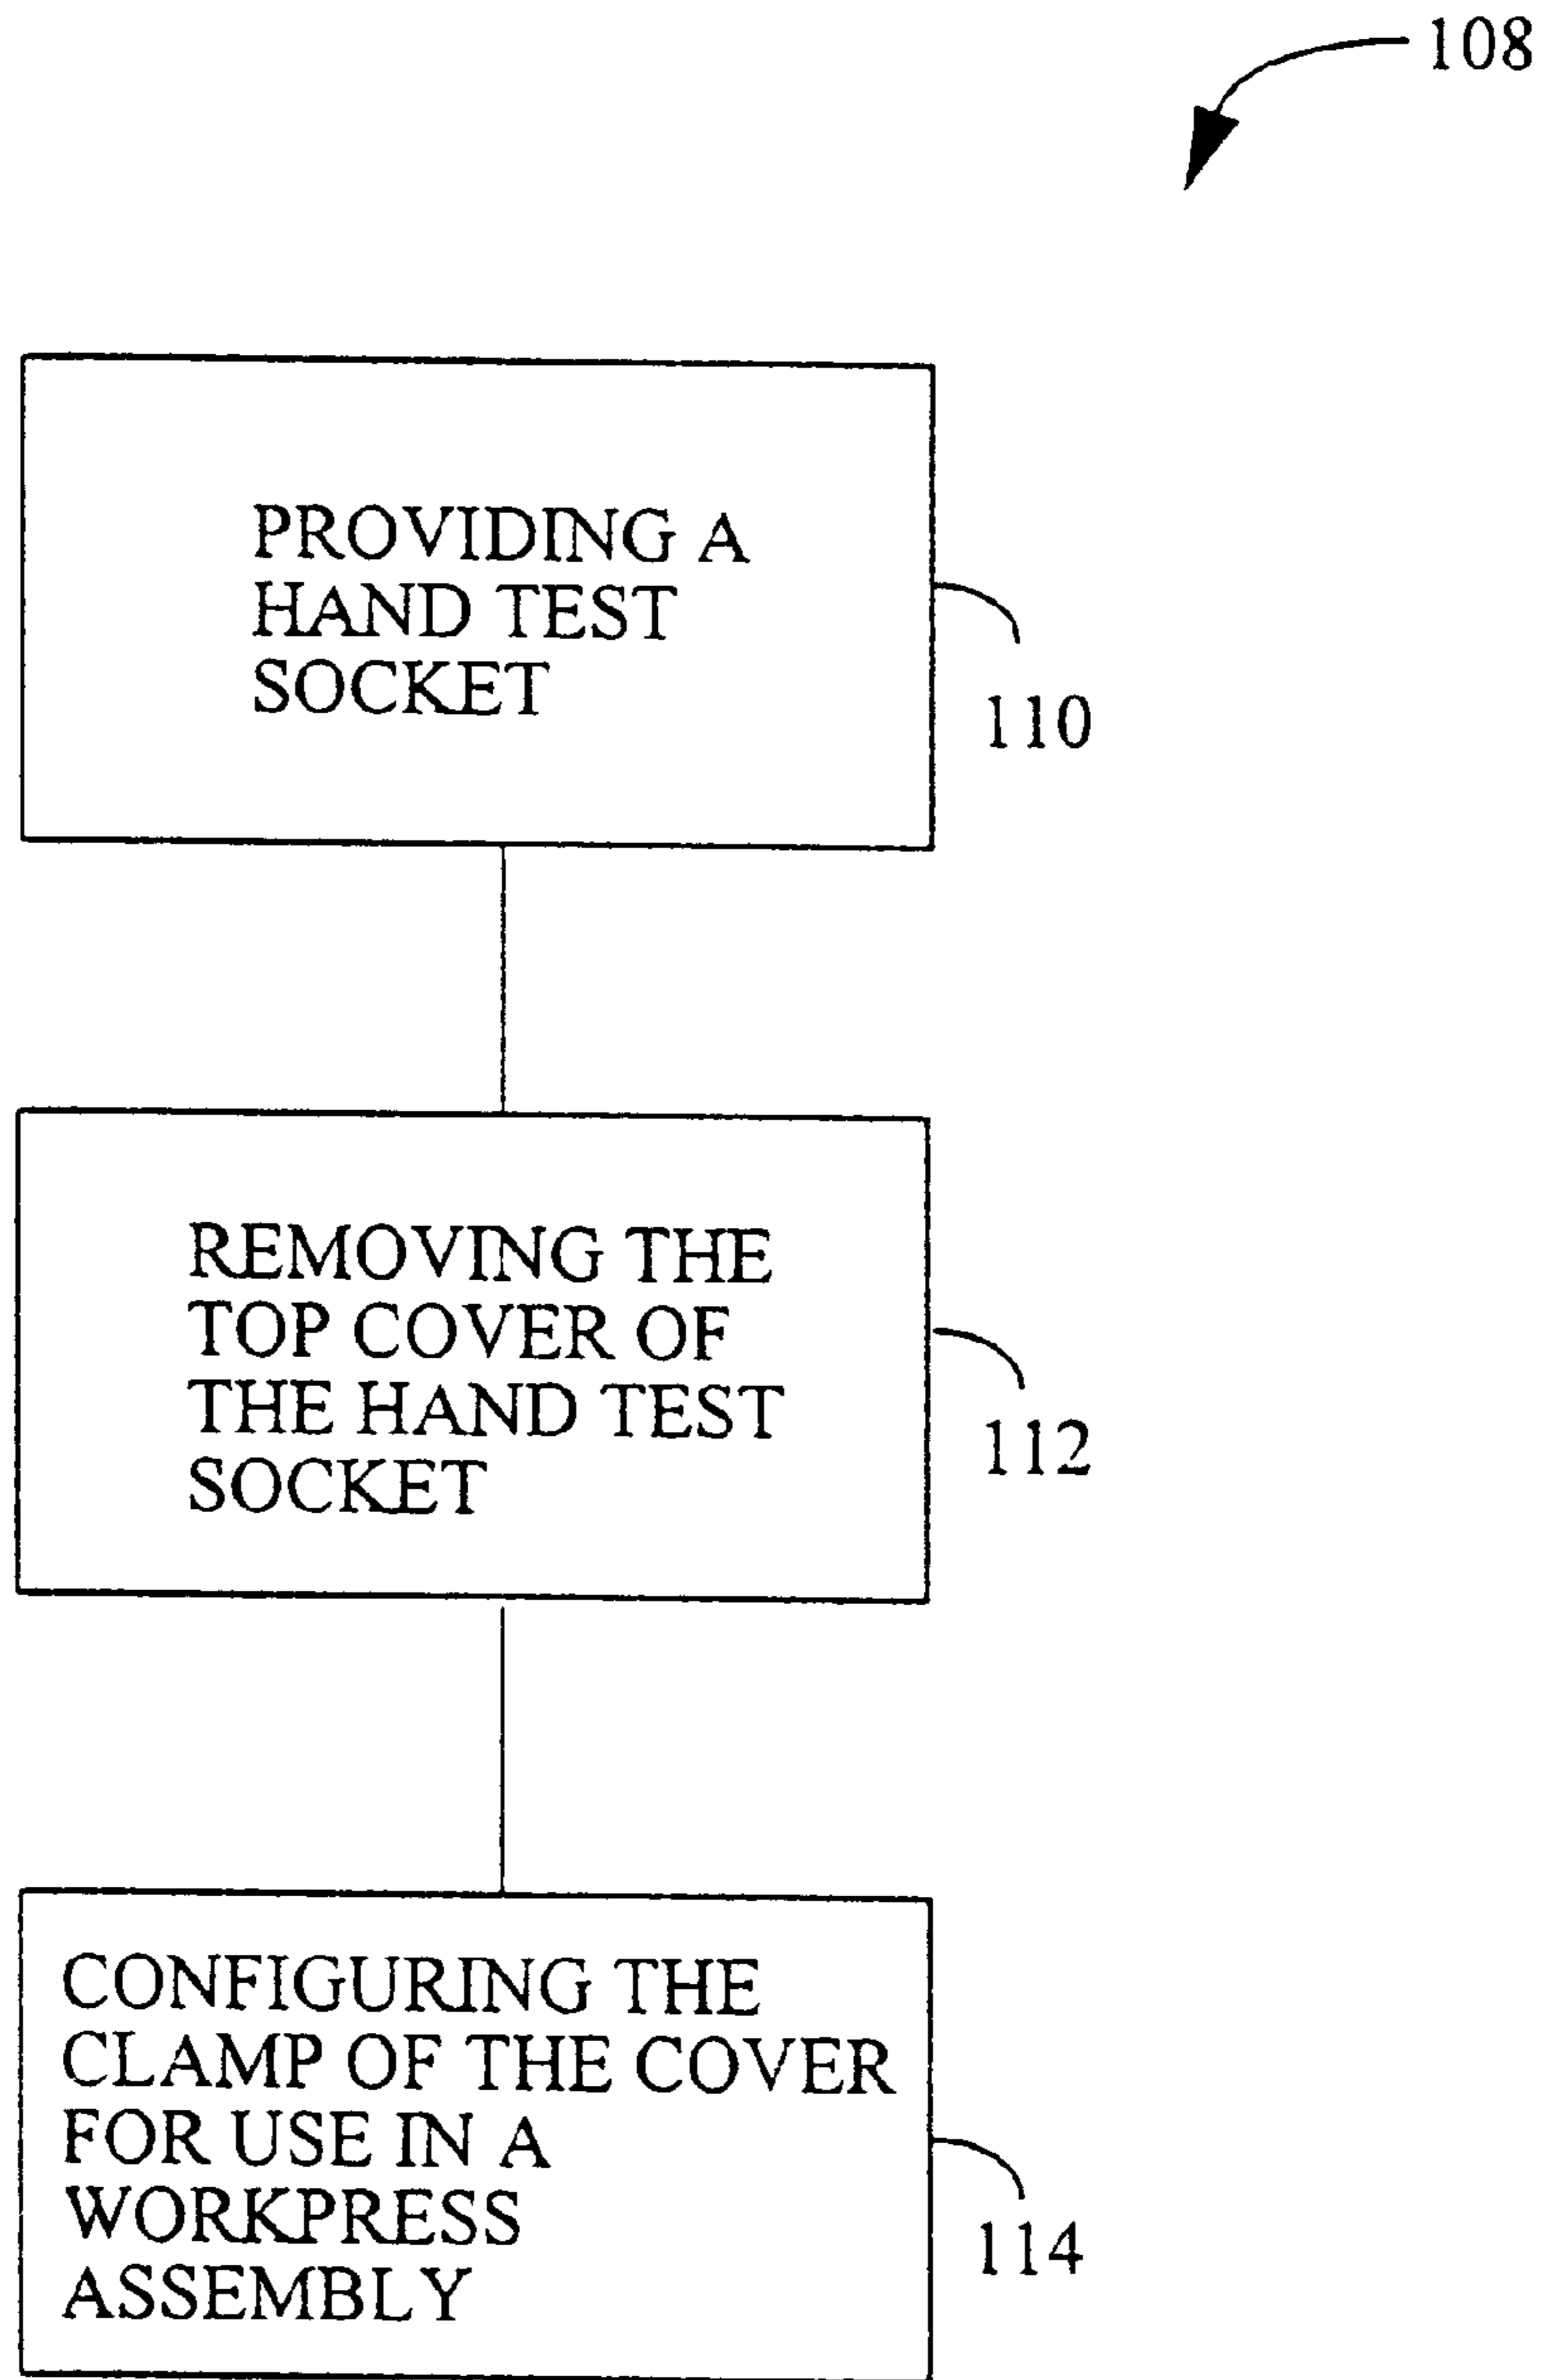 108
PROVIDING A
HAND TEST
SOCKET
110
REMOVING THE
TOP COVER OF
THE HAND TEST
SOCKET
112
CONFIGURING THE
CLAMP OF THE COVER
FOR USE IN A
WORKPRESS
ASSEMBLY
114